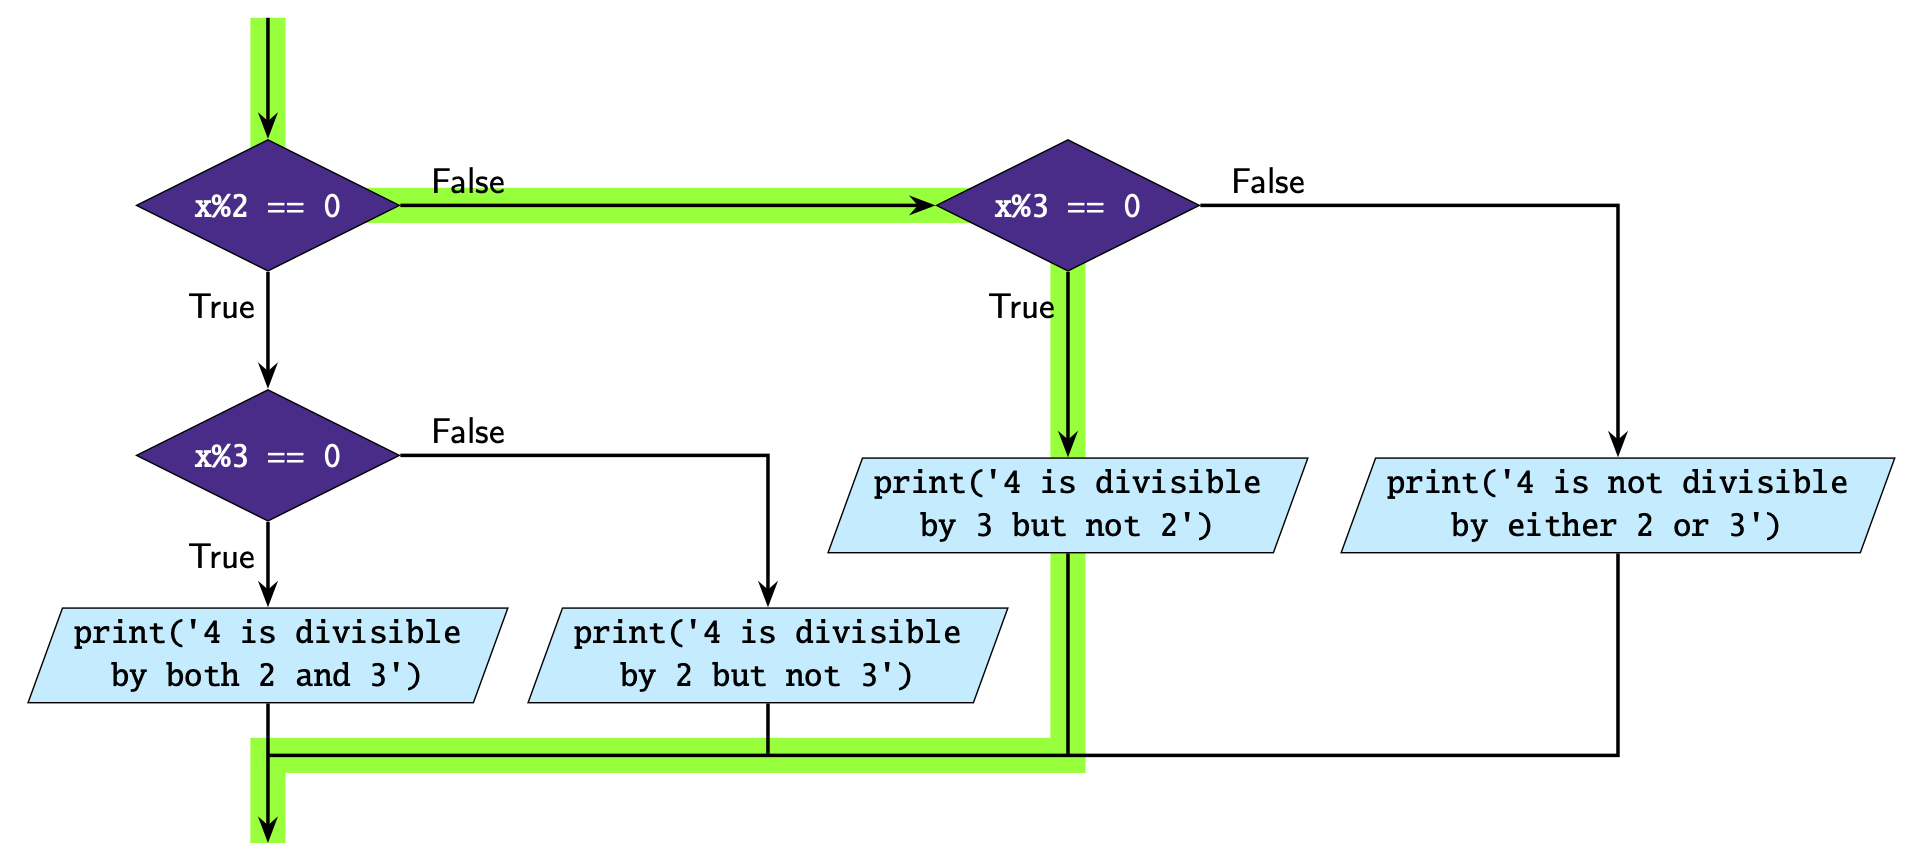 x%2 == 0
False
x%3 == 0
False
True
True
x%3 == 0
False
print('4 is divisible
by 3 but not 2')
print('4 is not divisible
by either 2 or 3')
True
print('4 is divisible
by both 2 and 3')
print('4 is divisible
by 2 but not 3')